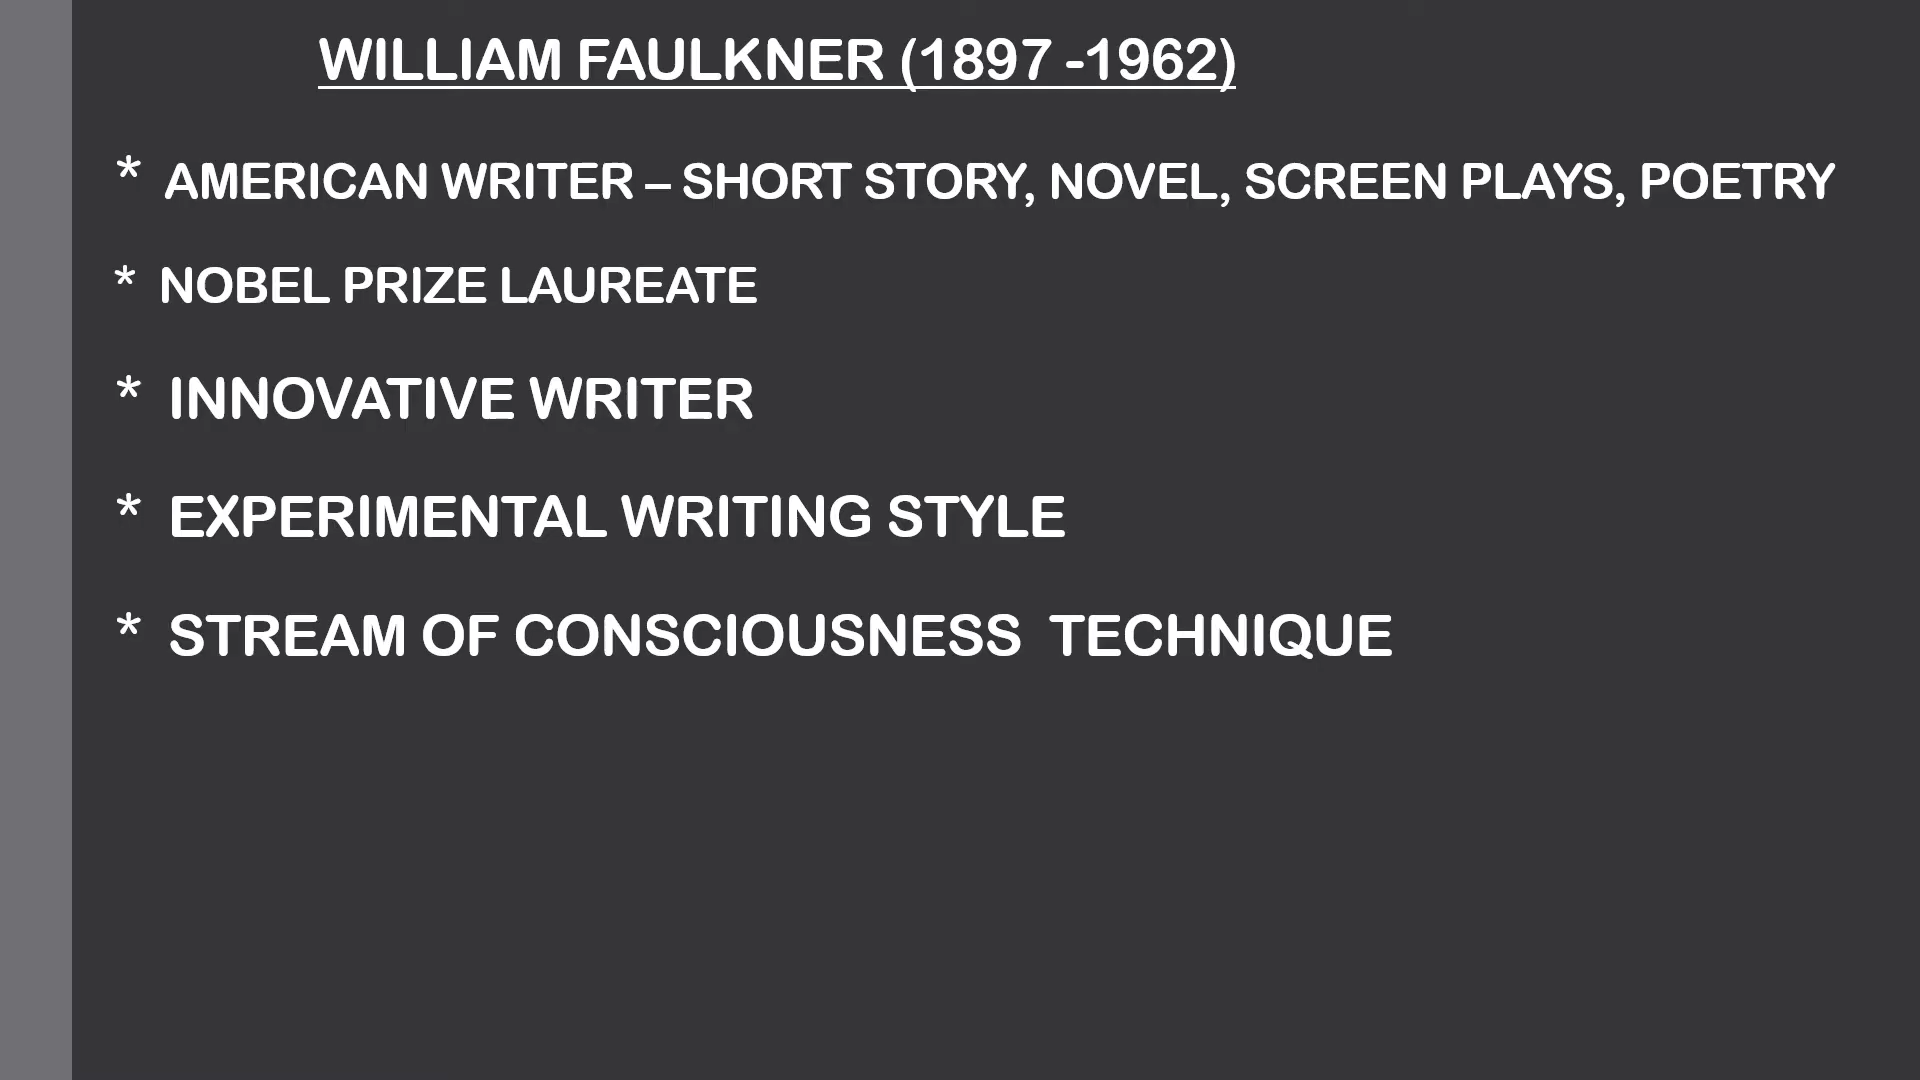 WILLIAM FAULKNER (1897 -1962)
* AMERICAN WRITER – SHORT STORY, NOVEL, SCREEN PLAYS, POETRY
* NOBEL PRIZE LAUREATE
* INNOVATIVE WRITER
* EXPERIMENTAL WRITING STYLE
* STREAM OF CONSCIOUSNESS  TECHNIQUE